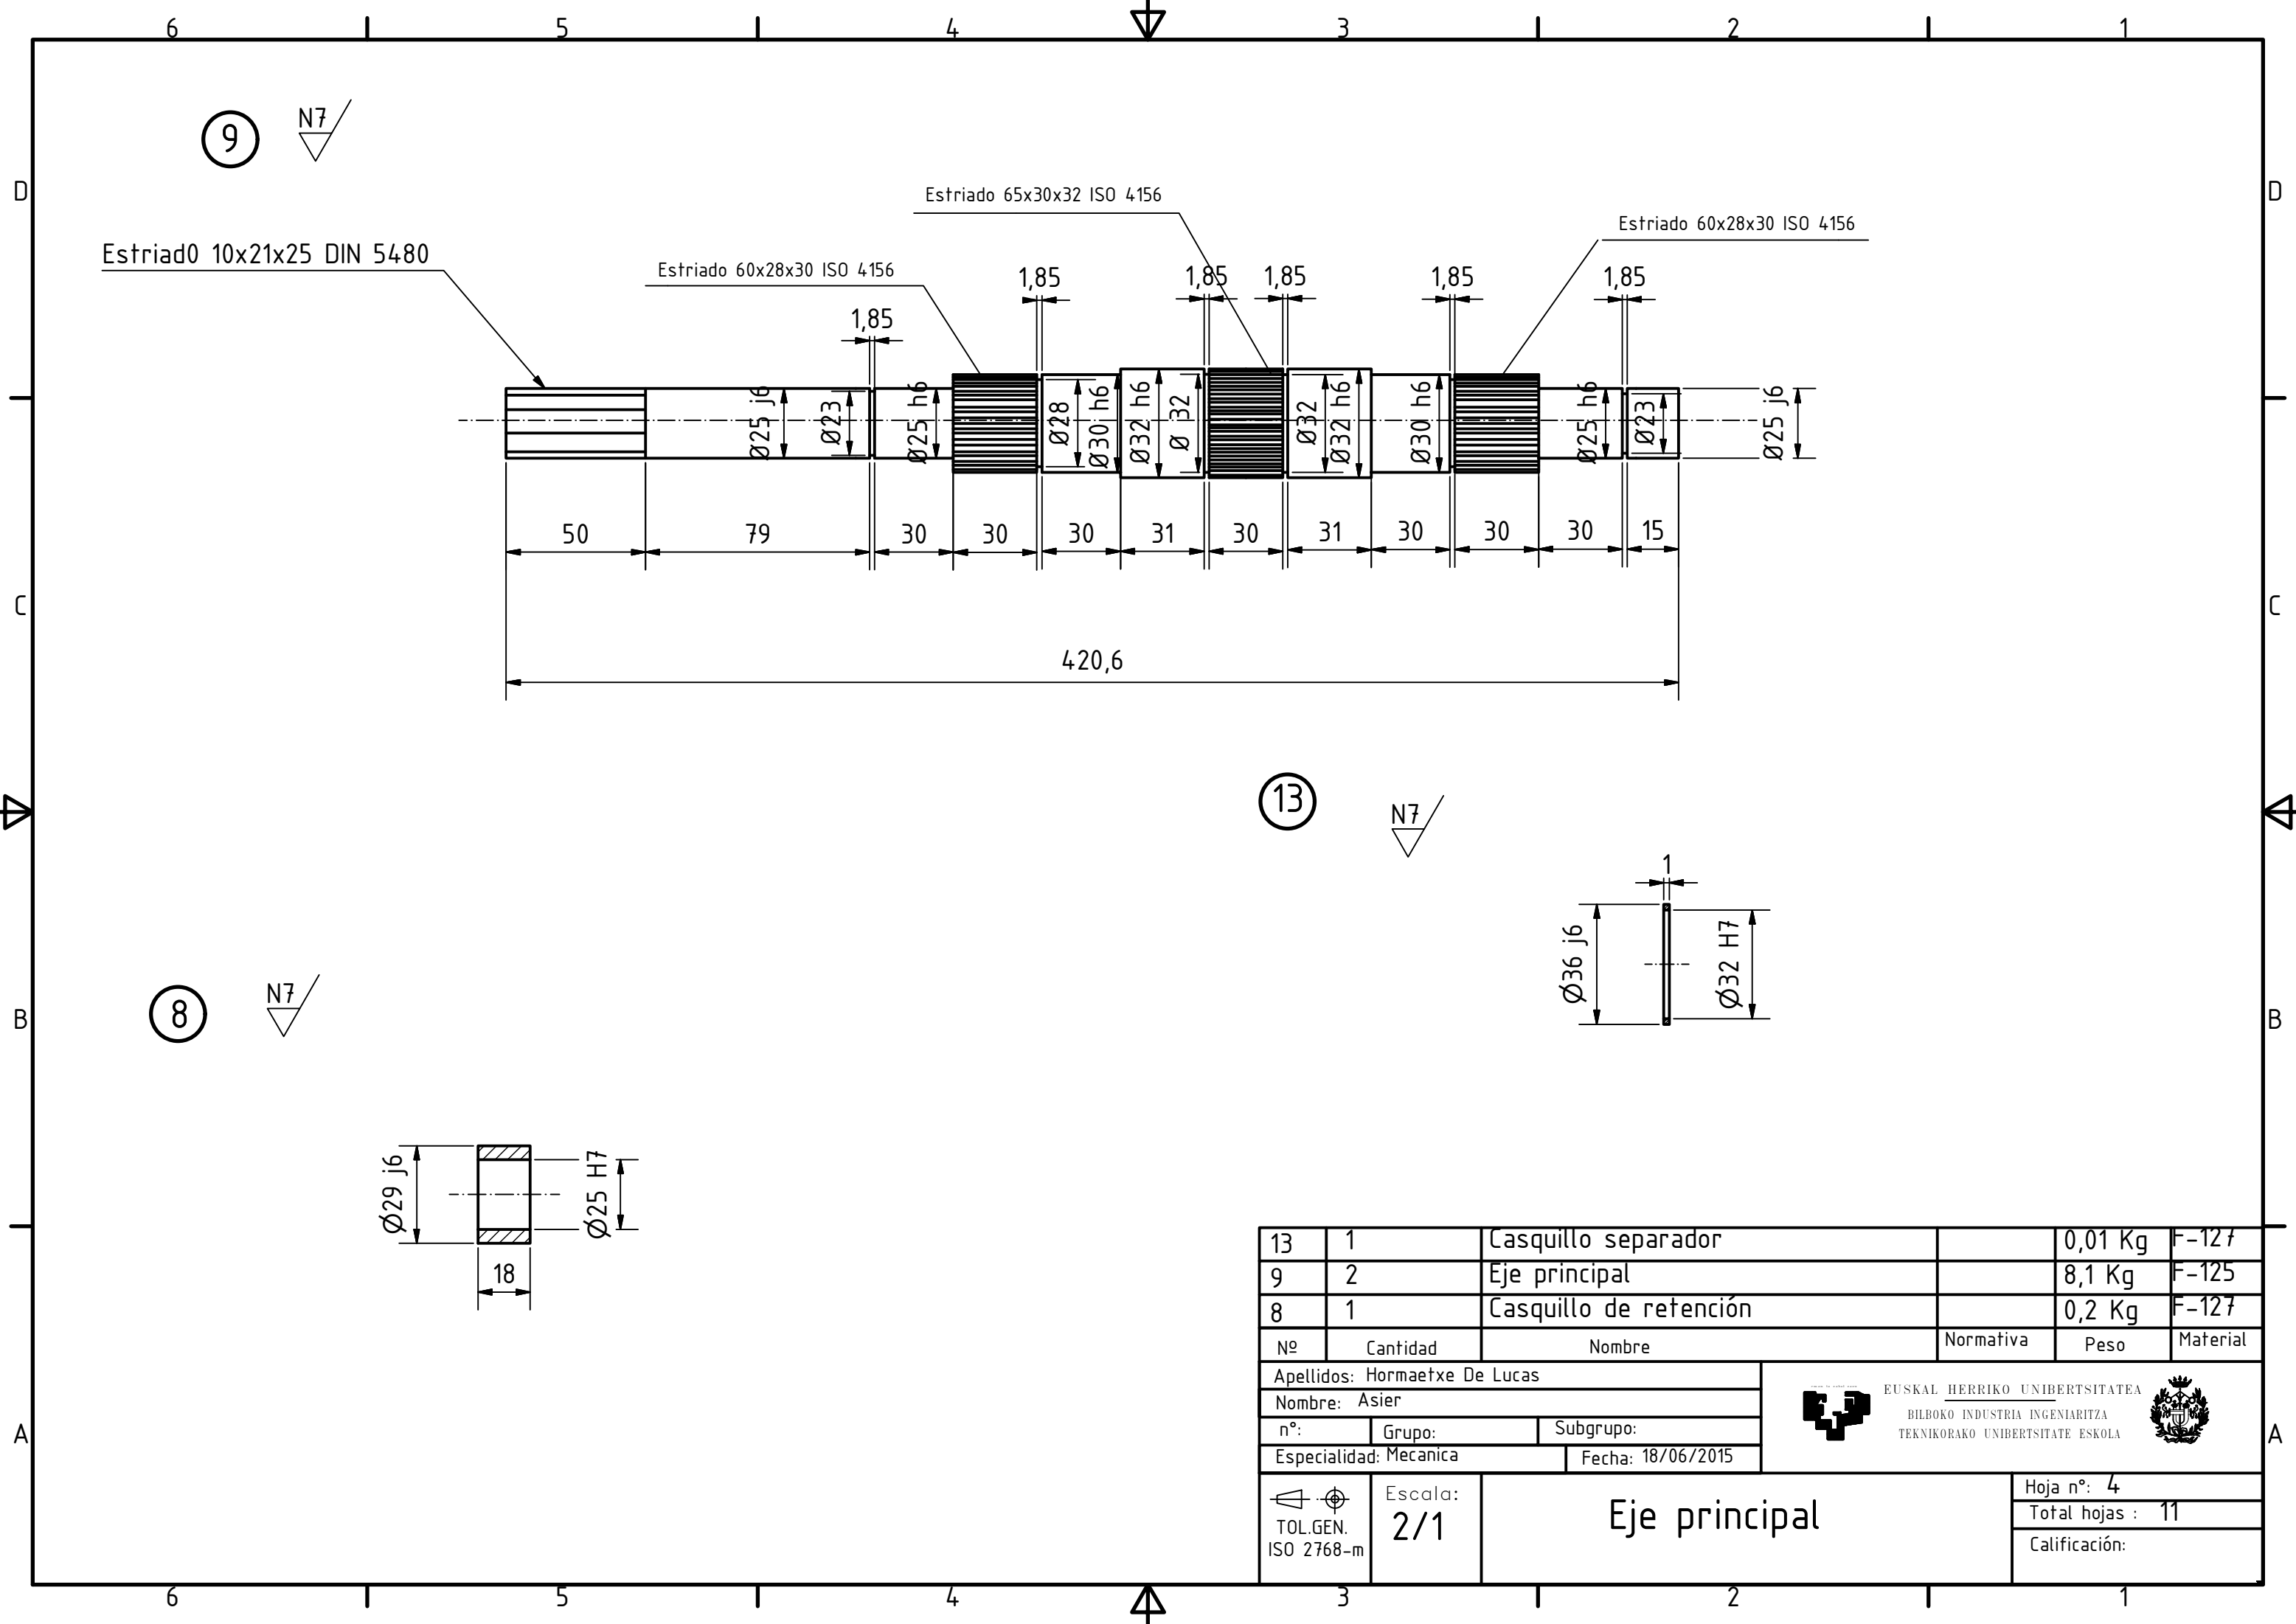 6 5 4 3 2 1
D D
C C
B B
A A
9 N7
Estriado 65x30x32 ISO 4156
Estriado 60x28x30 ISO 4156
Estriad0 10x21x25 DIN 5480
Estriado 60x28x30 ISO 4156
1,85 1,85 1,85 1,85 1,85
1,85
Ø25 j6 Ø23 Ø25 h6 Ø28 Ø30 h6 Ø32 h6 Ø 32 Ø32 Ø32 h6 Ø30 h6 Ø25 h6 Ø23 Ø25 j6
50 79 30 30 30 31 30 31 30 30 30 15
420,6
13 N7
1
Ø36 j6 Ø32 H7
8 N7
Ø29 j6 Ø25 H7
18
13 1 Casquillo separador 0,01 Kg F-127
9 2 Eje principal 8,1 Kg F-125
8 1 Casquillo de retención 0,2 Kg F-127
Nº Cantidad Nombre Normativa Peso Material
Apellidos: Hormaetxe De Lucas
Nombre: Asier
n°: Grupo: Subgrupo:
Especialidad: Mecanica Fecha: 18/06/2015
EUSKAL HERRIKO UNIBERTSITATEA
BILBOKO INDUSTRIA INGENIARITZA
TEKNIKORAKO UNIBERTSITATE ESKOLA
TOL.GEN.
ISO 2768-m
Escala:
2/1
Eje principal
Hoja n°: 4
Total hojas : 11
Calificación:
6 5 4 3 2 1